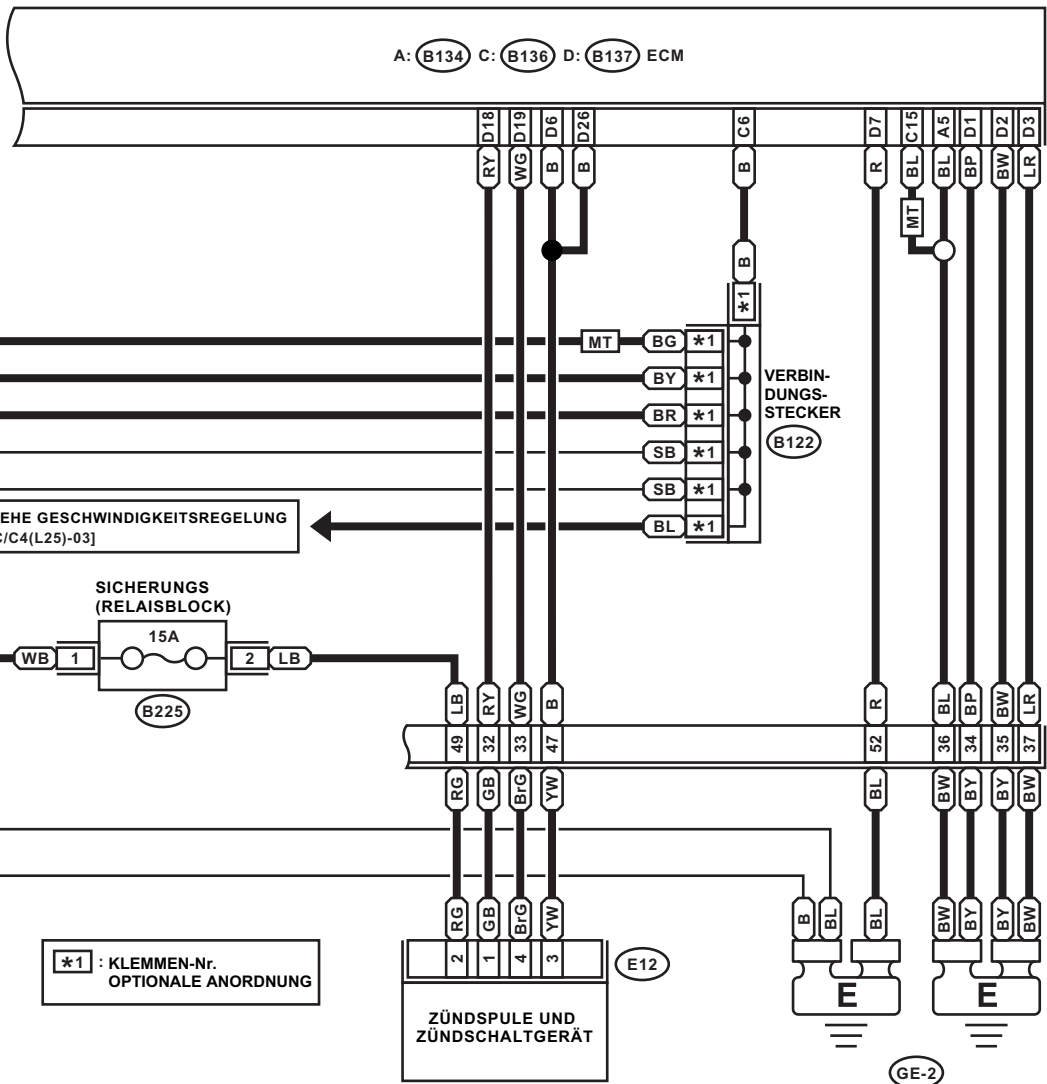 A: B134 C: B136 D: B137 ECM
D18 D19 D6 D26 C6 D7 C15 A5 D1 D2 D3
RY WG B B B R BL BL BP BW LR
MT
B
*1
MT BG *1
BY *1
BR *1
SB *1
SB *1
BL *1
VERBIN-
DUNGS-
STECKER
B122
EHE GESCHWINDIGKEITSREGELUNG
C/C4(L25)-03]
SICHERUNGS
(RELAISBLOCK)
15A
WB 1 2 LB
B225
LB RY WG B R BL BP BW LR
49 32 33 47 52 36 34 35 37
RG GB BrG YW BL BW BY BY BW
RG GB BrG YW B BL BL BW BY BY BW
2 1 4 3
E12
ZÜNDSPULE UND
ZÜNDSCHALTGERÄT
*1 : KLEMMEN-Nr.
OPTIONALE ANORDNUNG
E E
GE-2